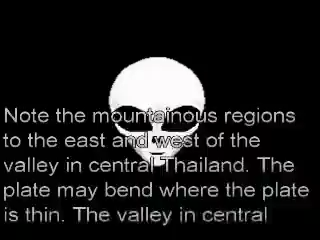 Note the mountainous regions
to the east and west of the
valley in central Thailand. The
plate may bend where the plate
is thin. The valley in central